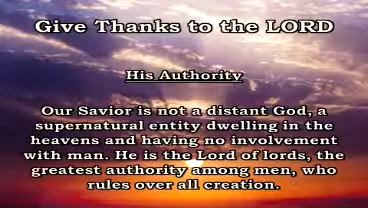 Give Thanks to the LORD
His Authority
Our Savior is not a distant God, a
supernatural entity dwelling in the
heavens and having no involvement
with man. He is the Lord of lords, the
greatest authority among men, who
rules over all creation.